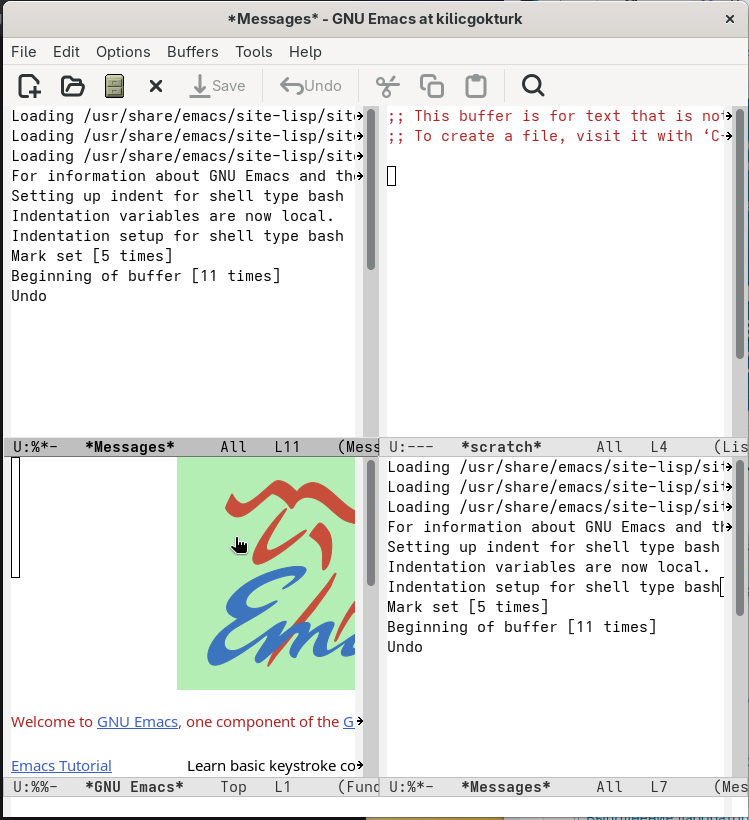 *Messages* - GNU Emacs at kilicgokturk
File Edit Options Buffers Tools Help
Save Undo
Loading /usr/share/emacs/site-lisp/site
Loading /usr/share/emacs/site-lisp/site
Loading /usr/share/emacs/site-lisp/site
For information about GNU Emacs and the
Setting up indent for shell type bash
Indentation variables are now local.
Indentation setup for shell type bash
Mark set [5 times]
Beginning of buffer [11 times]
Undo
U:%*- *Messages* All L11 (Mess
;; This buffer is for text that is not
;; To create a file, visit it with ‘C-
U:--- *scratch* All L4 (Lis
Ema
Welcome to GNU Emacs, one component of the G
Emacs Tutorial Learn basic keystroke co
U:%%- *GNU Emacs* Top L1 (Fund
Loading /usr/share/emacs/site-lisp/sit
Loading /usr/share/emacs/site-lisp/sit
Loading /usr/share/emacs/site-lisp/sit
For information about GNU Emacs and th
Setting up indent for shell type bash
Indentation variables are now local.
Indentation setup for shell type bash
Mark set [5 times]
Beginning of buffer [11 times]
Undo
U:%*- *Messages* All L7 (Mes